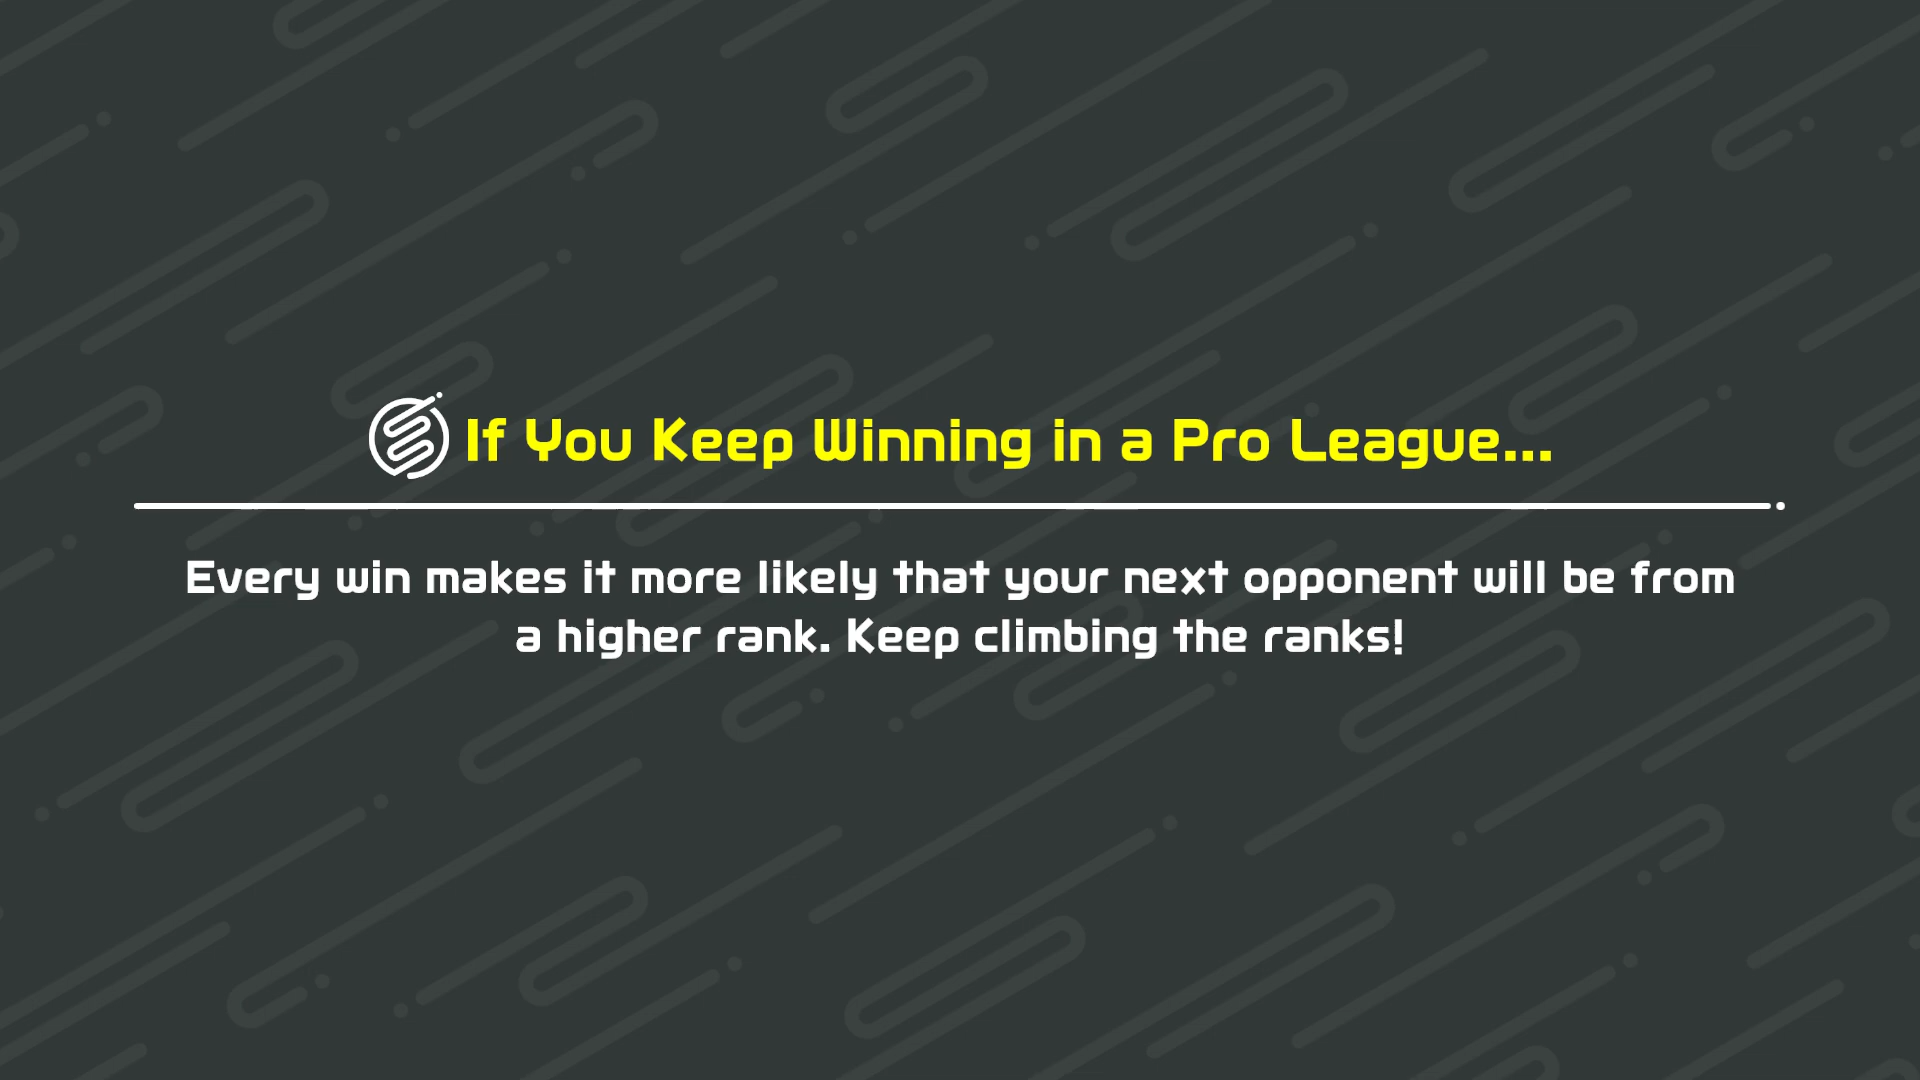 If You Keep Winning in a Pro League...
Every win makes it more likely that your next opponent will be from
a higher rank. Keep climbing the ranks!